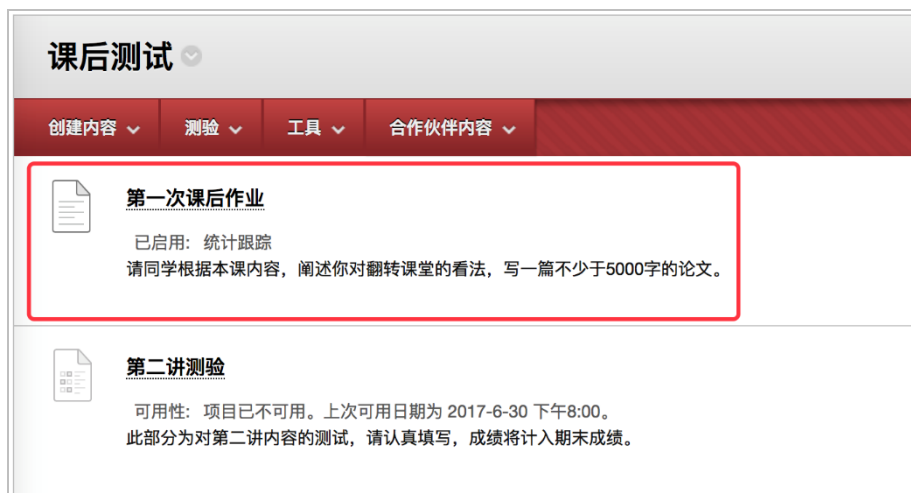 课后测试
创建内容 测验 工具 合作伙伴内容
第一次课后作业
已启用: 统计跟踪
请同学根据本课内容，阐述你对翻转课堂的看法，写一篇不少于5000字的论文。
第二讲测验
可用性: 项目已不可用。上次可用日期为 2017-6-30 下午8:00。
此部分为对第二讲内容的测试，请认真填写，成绩将计入期末成绩。